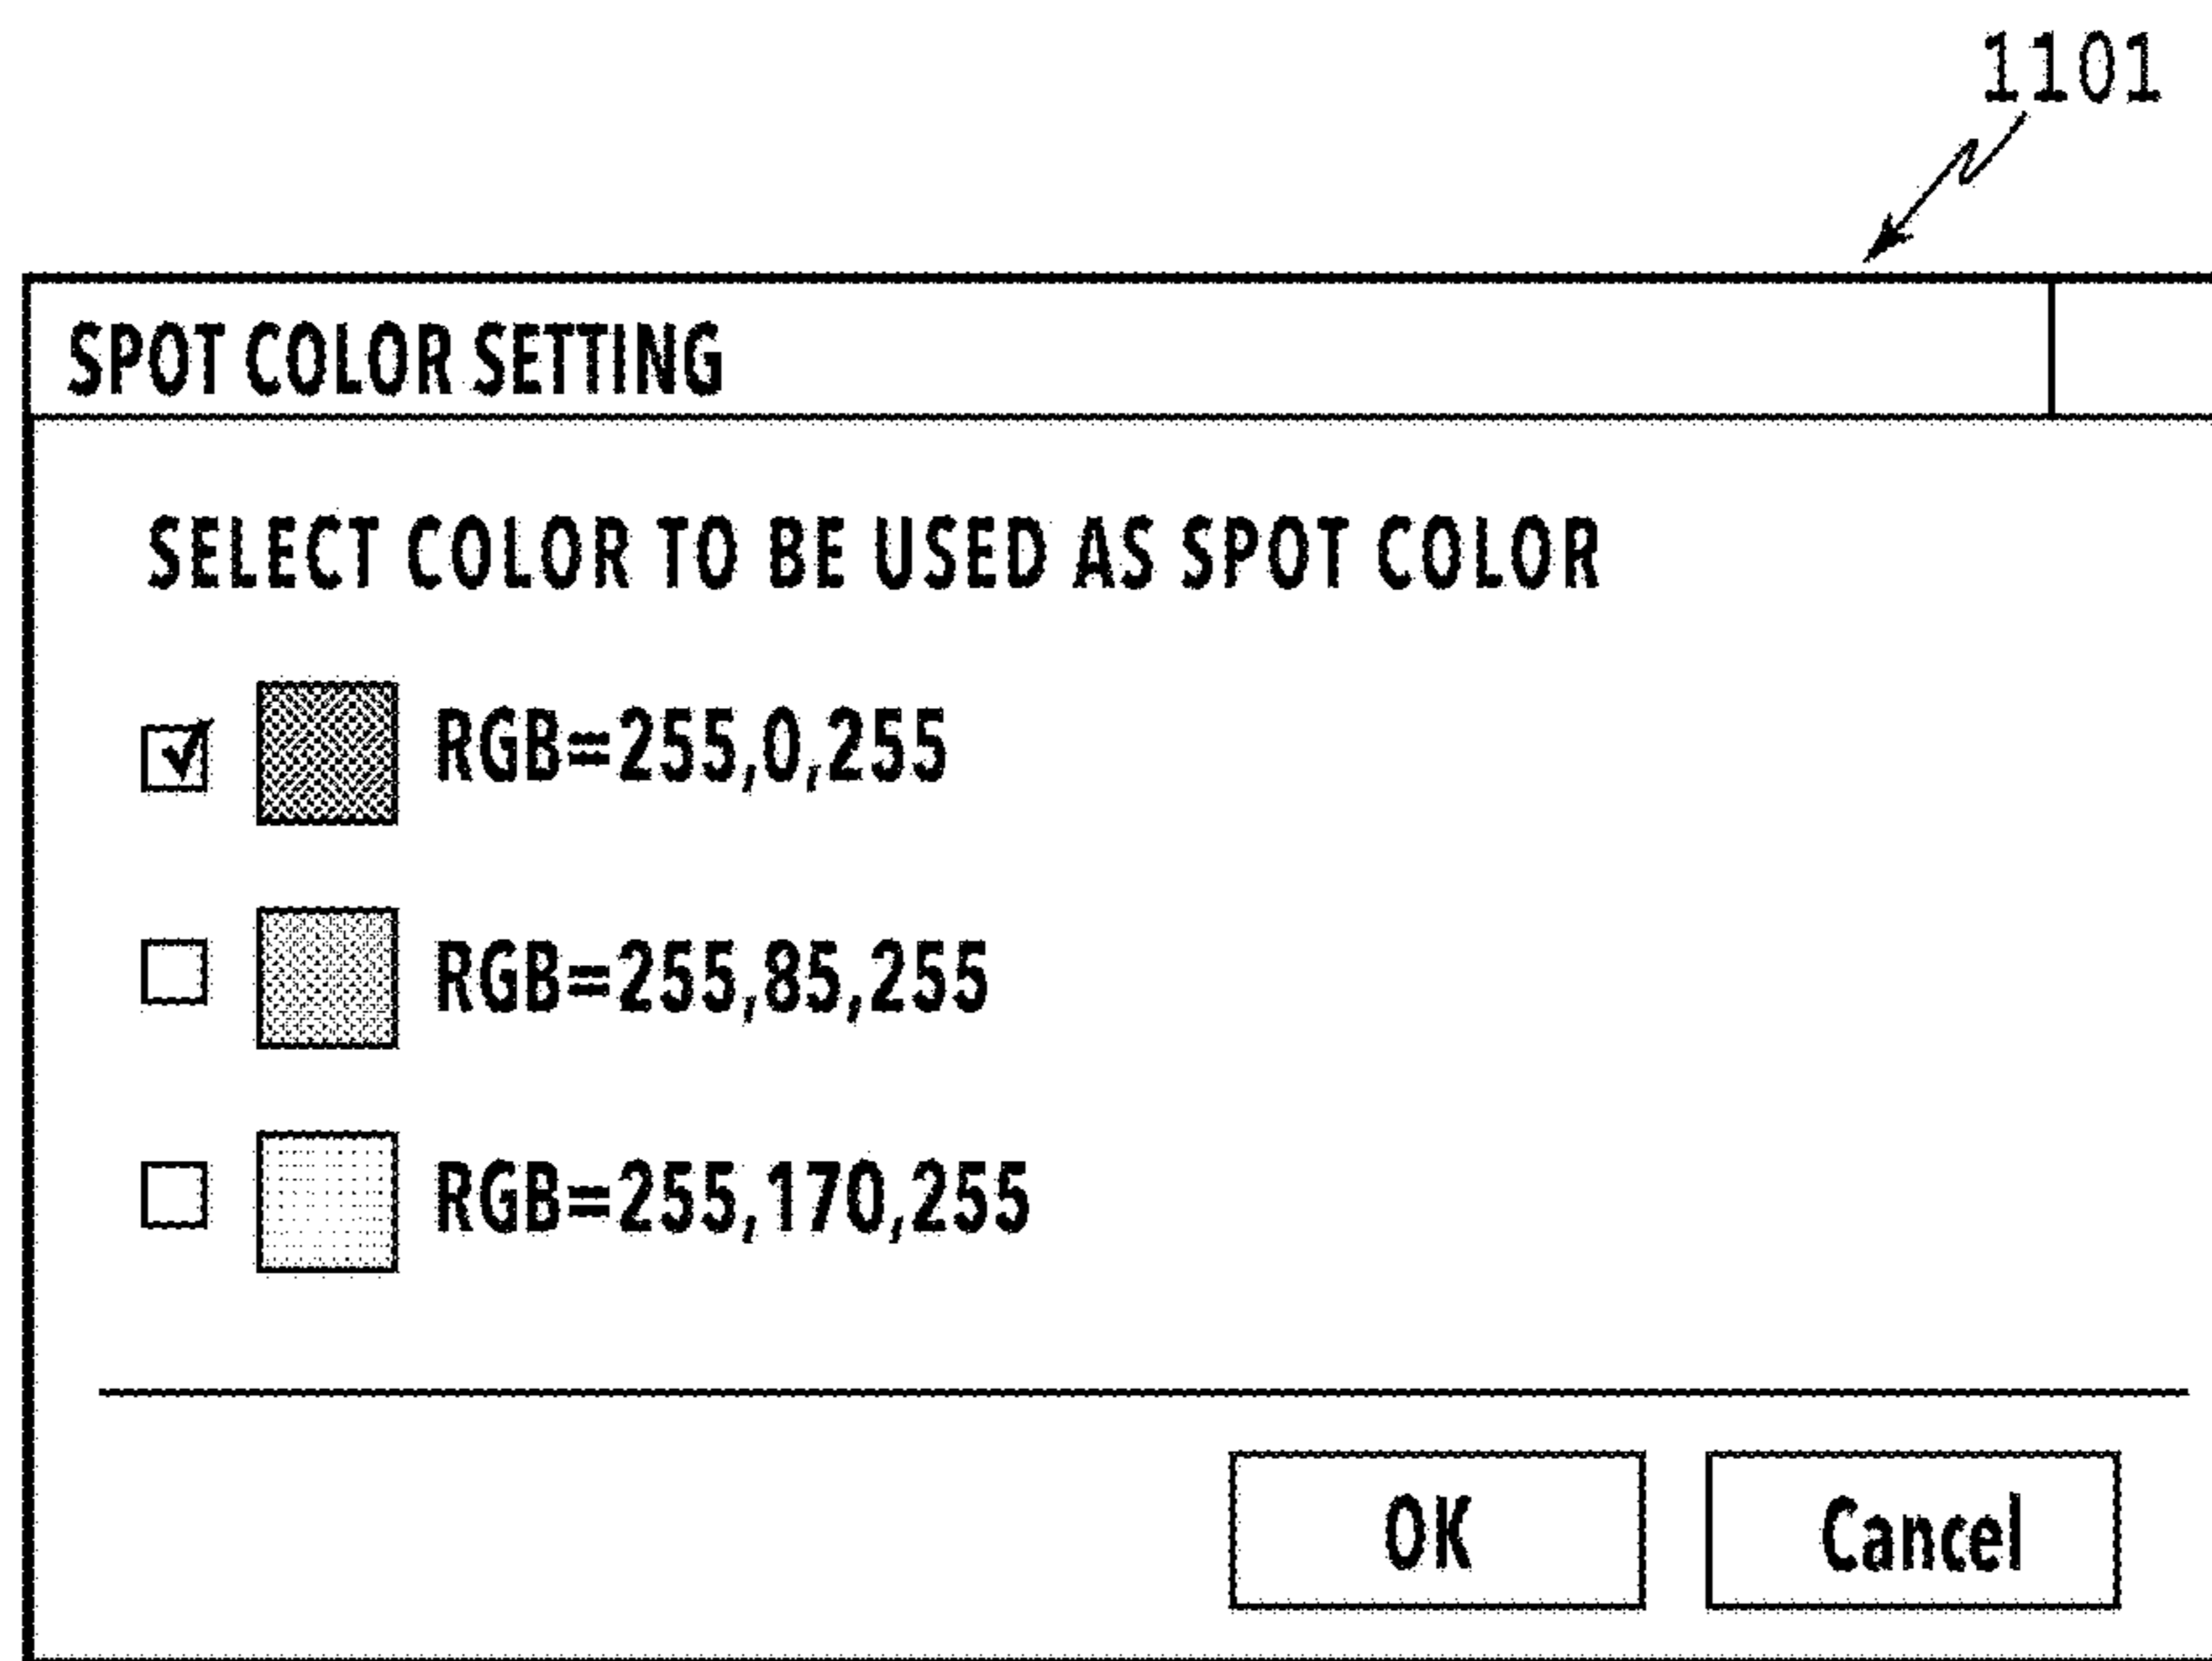 1101
SPOT COLOR SETTING
SELECT COLOR TO BE USED AS SPOT COLOR
RGB=255,0,255
RGB=255,85,255
RGB=255,170,255
OK Cancel